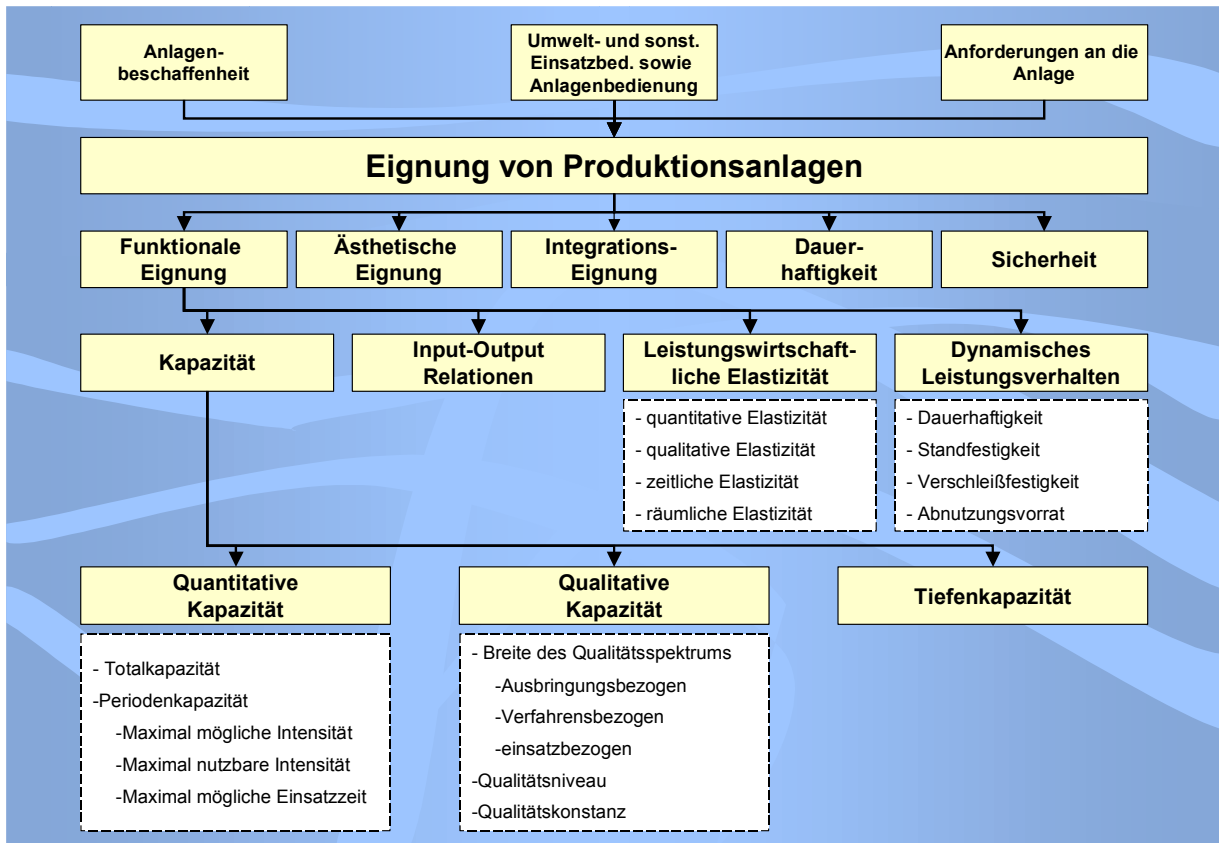 Anlagen-
beschaffenheit
Umwelt- und sonst.
Einsatzbed. sowie
Anlagenbedienung
Anforderungen an die
Anlage
Eignung von Produktionsanlagen
Funktionale
Eignung
Ästhetische
Eignung
Integrations-
Eignung
Dauer-
haftigkeit
Sicherheit
Kapazität
Input-Output
Relationen
Leistungswirtschaft-
liche Elastizität
- quantitative Elastizität
- qualitative Elastizität
- zeitliche Elastizität
- räumliche Elastizität
Dynamisches
Leistungsverhalten
- Dauerhaftigkeit
- Standfestigkeit
- Verschleißfestigkeit
- Abnutzungsvorrat
Quantitative
Kapazität
- Totalkapazität
- Periodenkapazität
-Maximal mögliche Intensität
-Maximal nutzbare Intensität
-Maximal mögliche Einsatzzeit
Qualitative
Kapazität
- Breite des Qualitätsspektrums
-Ausbringungsbezogen
-Verfahrensbezogen
-einsatzbezogen
-Qualitätsniveau
-Qualitätskonstanz
Tiefenkapazität